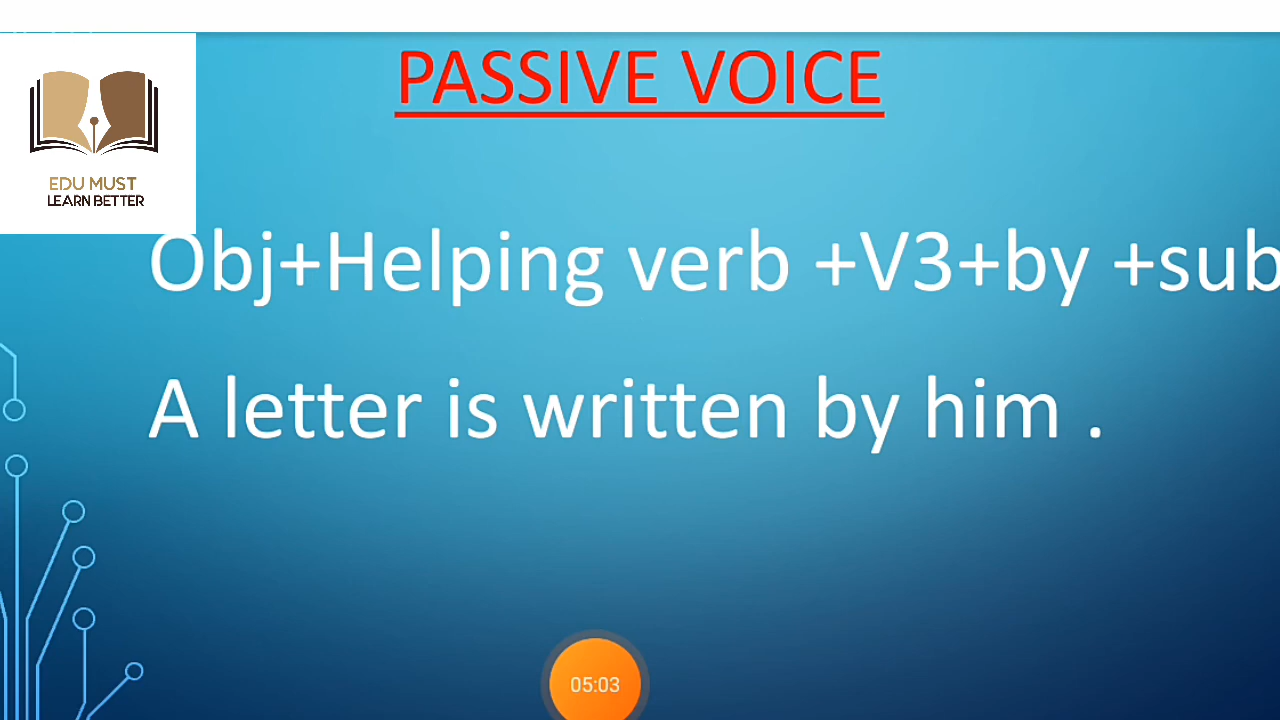 PASSIVE VOICE
EDU MUST
LEARN BETTER
Obj+Helping verb +V3+by +sub
A letter is written by him .
05:03